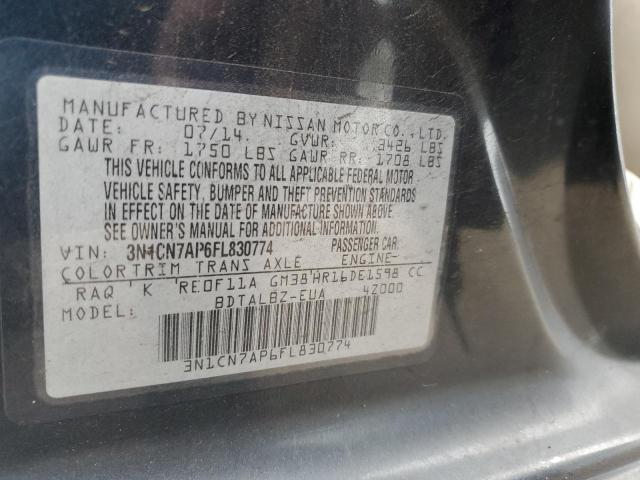 MANUFACTURED BY NISSAN MOTOR CO., LTD.
DATE: 07/14. GVWR: 3426 LBS
GAWR FR: 1750 LBS GAWR RR: 1708 LBS
THIS VEHICLE CONFORMS TO ALL APPLICABLE FEDERAL MOTOR
VEHICLE SAFETY, BUMPER AND THEFT PREVENTION STANDARDS
IN EFFECT ON THE DATE OF MANUFACTURE SHOWN ABOVE.
SEE OWNER'S MANUAL FOR ADDITIONAL INFORMATION.
VIN: 3N1CN7AP6FL830774 PASSENGER CAR
COLOR TRIM TRANS AXLE ENGINE
RAQ K RE0F11A GM38 HR16DE 1598 CC
MODEL: BDTALBZ-EUA 42000
3N1CN7AP6FL830774